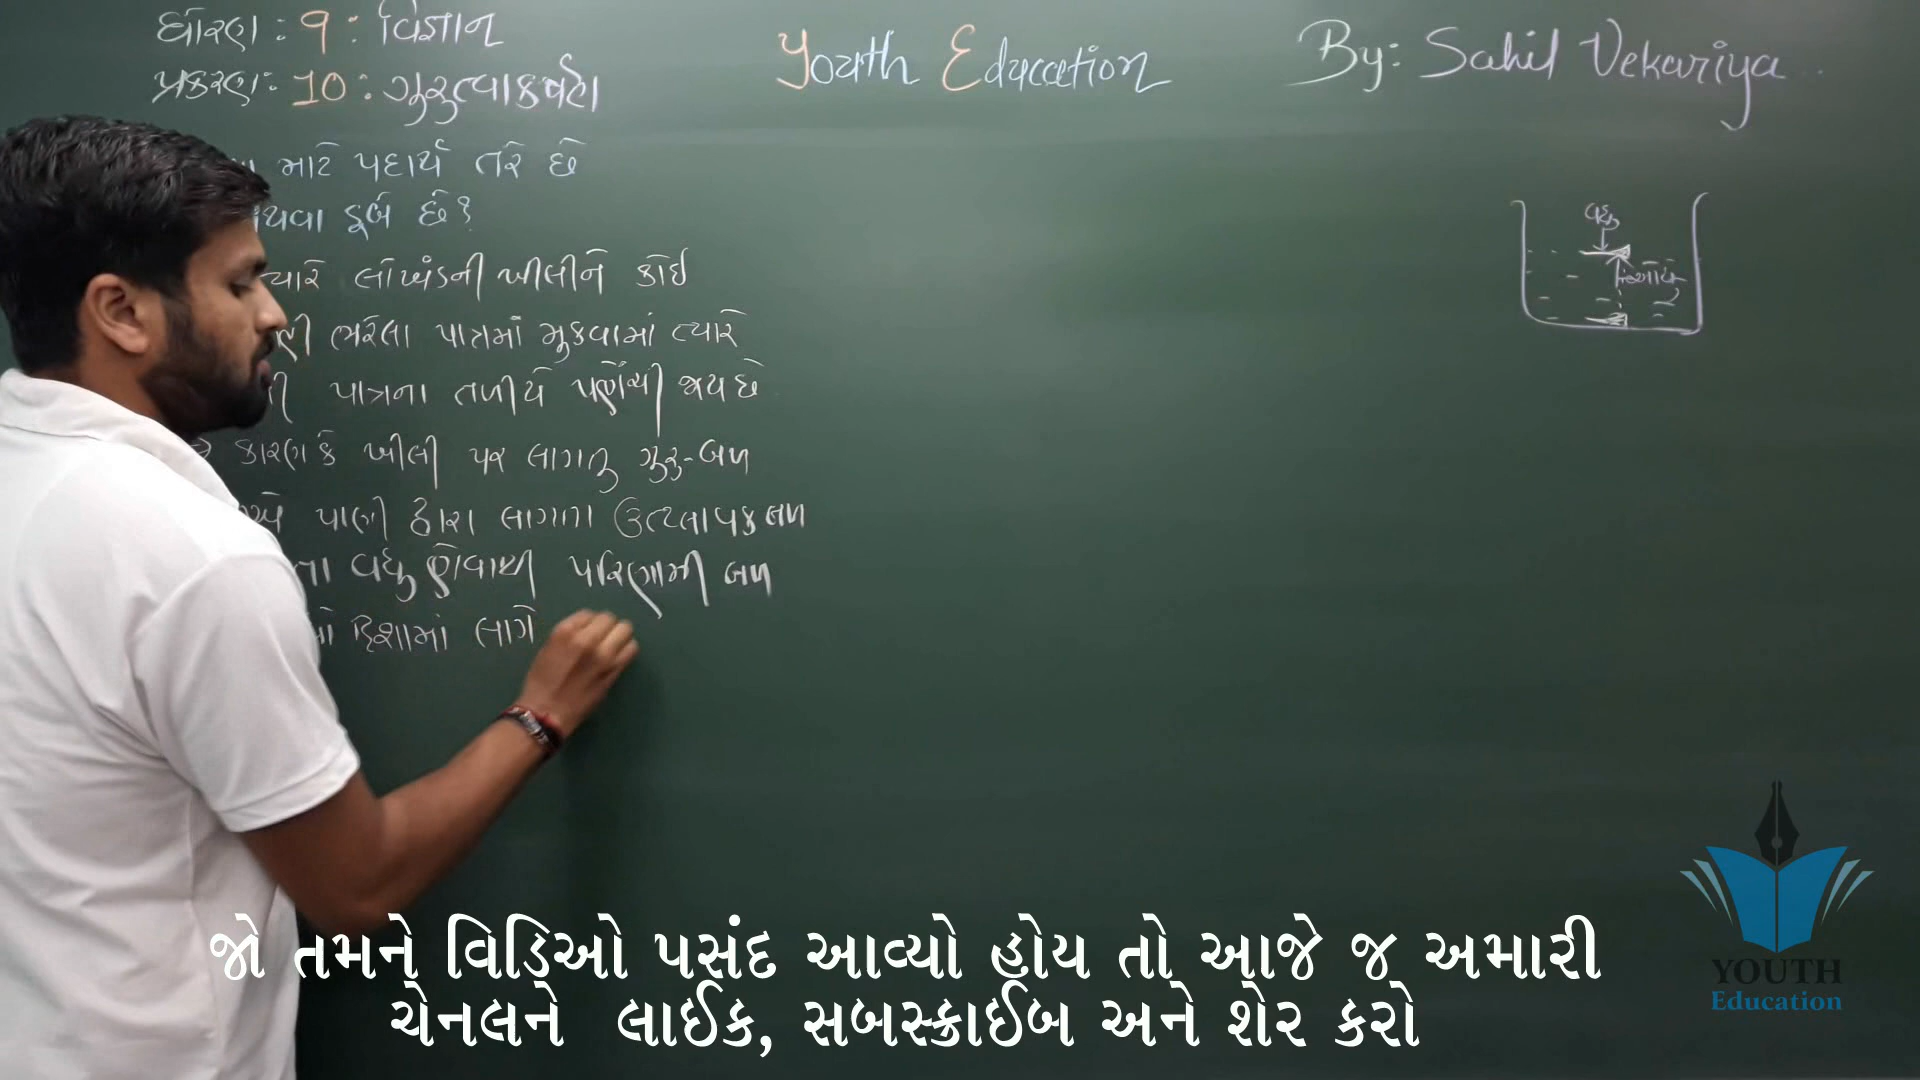 ધોરણ : 9 : વિજ્ઞાન
પ્રકરણ : 10 : ગુરુત્વાકર્ષણ
Youth Education
By: Sahil Vekariya
માટે પદાર્થ તરે છે
અથવા ડૂબે છે?
જ્યારે લોખંડની ખીલીને કોઈ
ભરેલા પાત્રમાં મુકવામાં ત્યારે
પાત્રના તળીયે પહોંચી જાય છે
કારણ કે ખીલી પર લાગતુ ગુરુ-બળ
પાણી દ્વારા લાગતા ઉત્પ્લાવક બળ
વધુ હોવાથી પરિણામી બળ
દિશામાં લાગે
જો તમને વિડિઓ પસંદ આવ્યો હોય તો આજે જ અમારી
ચેનલને લાઈક, સબસ્ક્રાઈબ અને શેર કરો
YOUTH
Education